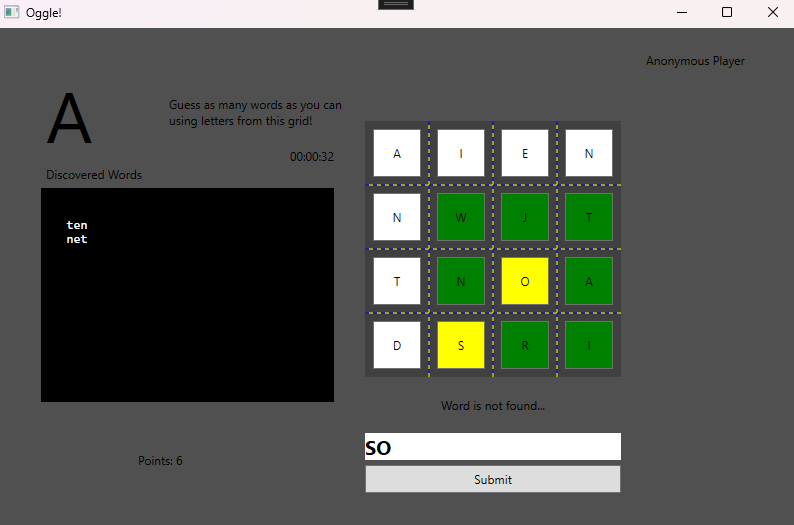 Oggle!
Anonymous Player
A
Guess as many words as you can
using letters from this grid!
00:00:32
Discovered Words
ten
net
Points: 6
A I E N
N W J T
T N O A
D S R I
Word is not found...
SO
Submit